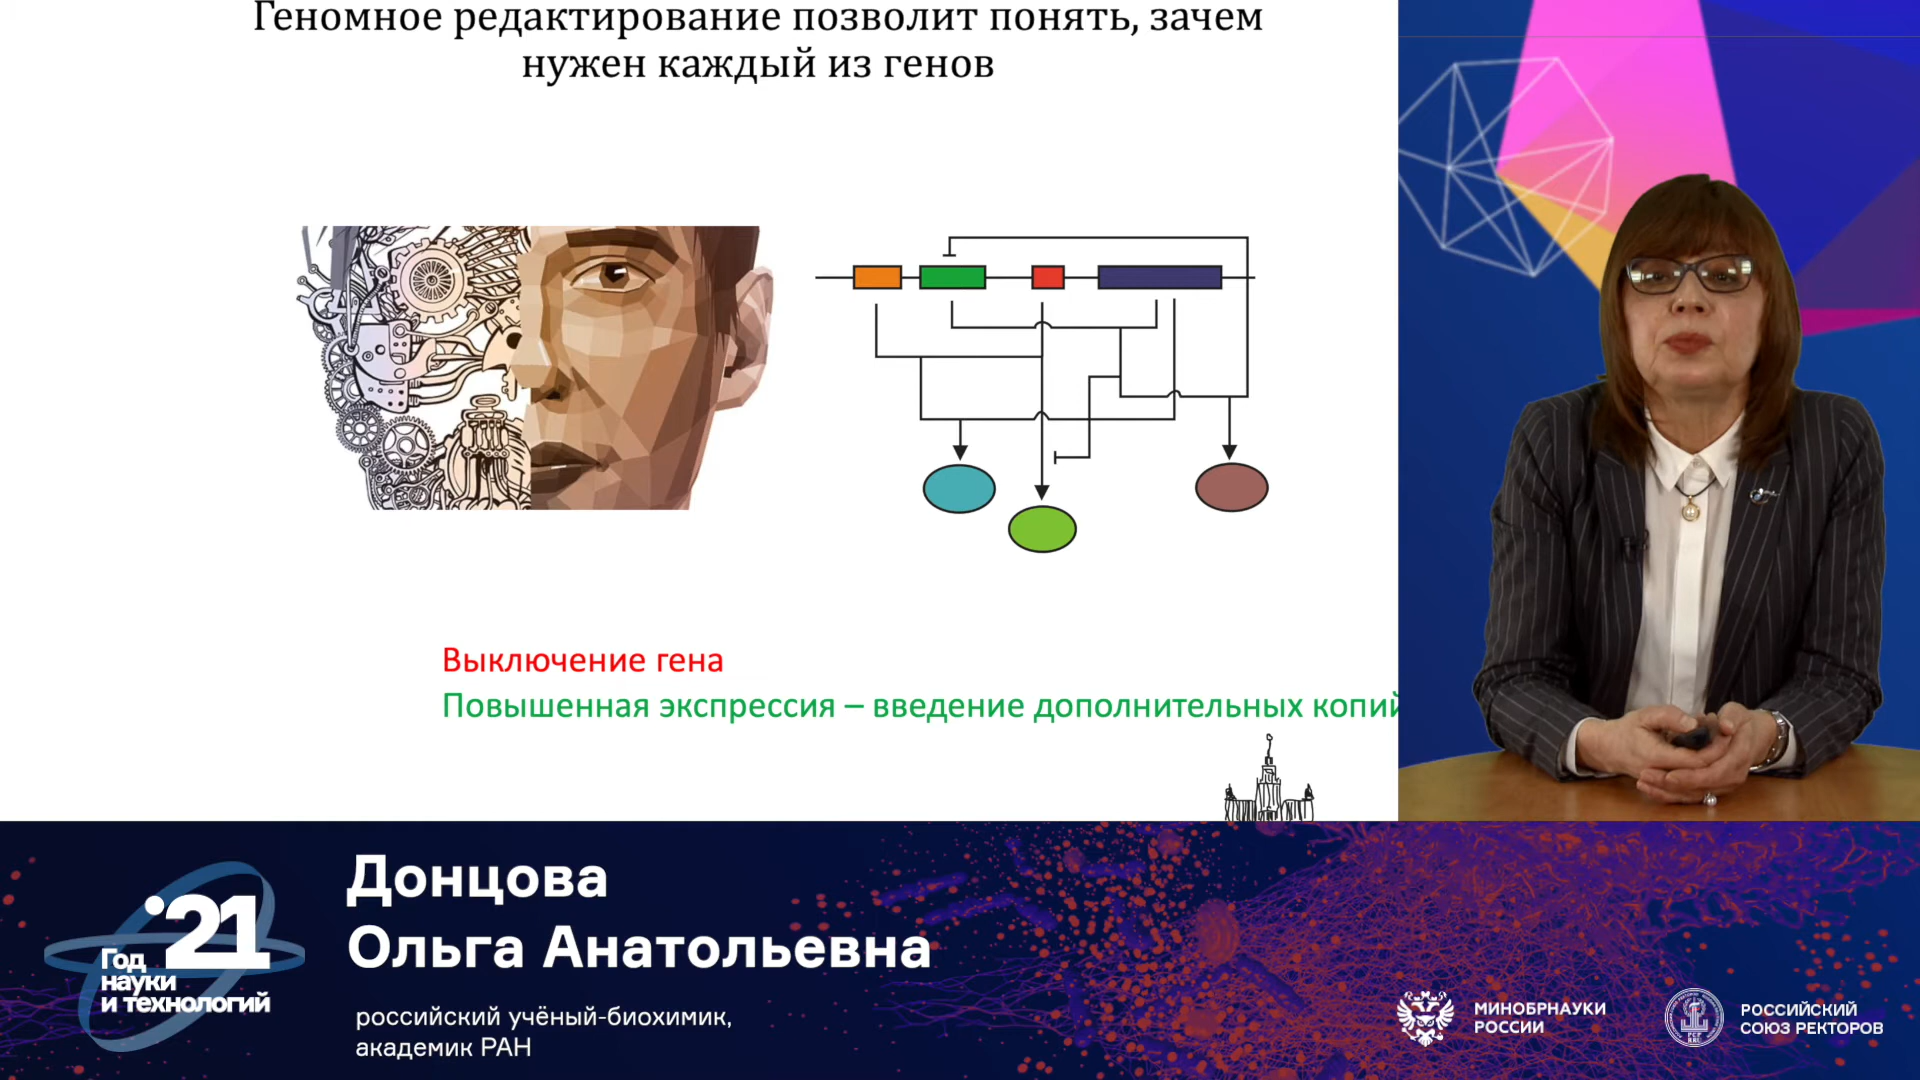 Геномное редактирование позволит понять, зачем
нужен каждый из генов
Выключение гена
Повышенная экспрессия – введение дополнительных копий
Донцова
Ольга Анатольевна
российский учёный-биохимик,
академик РАН
'21
Год
науки
и технологий
МИНОБРНАУКИ
РОССИИ
РОССИЙСКИЙ
СОЮЗ РЕКТОРОВ